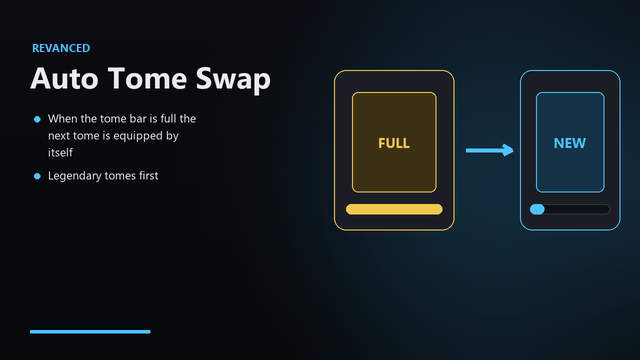 REVANCED
Auto Tome Swap
When the tome bar is full the
next tome is equipped by
itself
Legendary tomes first
FULL
NEW